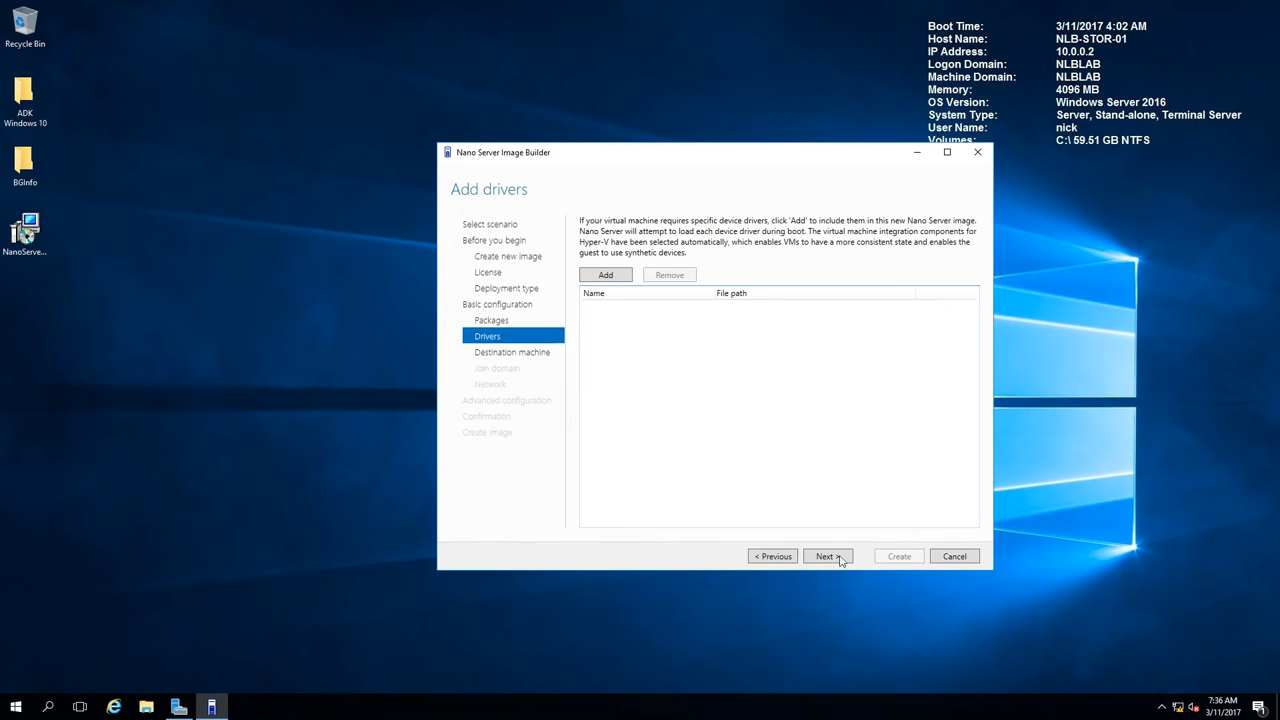 Recycle Bin
ADK
Windows 10
BGInfo
NanoServe...
Boot Time: 3/11/2017 4:02 AM
Host Name: NLB-STOR-01
IP Address: 10.0.0.2
Logon Domain: NLBLAB
Machine Domain: NLBLAB
Memory: 4096 MB
OS Version: Windows Server 2016
System Type: Server, Stand-alone, Terminal Server
User Name: nick
Volumes: C:\ 59.51 GB NTFS
Nano Server Image Builder
Add drivers
Select scenario
Before you begin
Create new image
License
Deployment type
Basic configuration
Packages
Drivers
Destination machine
Join domain
Network
Advanced configuration
Confirmation
Create image
If your virtual machine requires specific device drivers, click 'Add' to include them in this new Nano Server image.
Nano Server will attempt to load each device driver during boot. The virtual machine integration components for
Hyper-V have been selected automatically, which enables VMs to have a more consistent state and enables the
guest to use synthetic devices.
Add Remove
Name File path
< Previous Next > Create Cancel
7:36 AM
3/11/2017
1